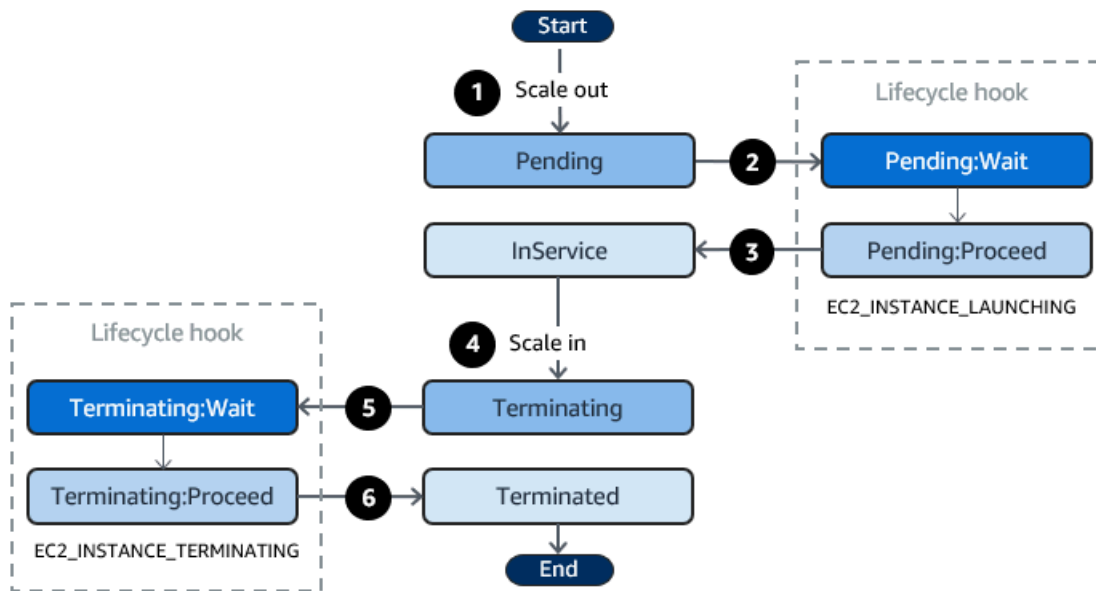 Start
1 Scale out
Lifecycle hook
Pending
2
Pending:Wait
InService
3
Pending:Proceed
EC2_INSTANCE_LAUNCHING
Lifecycle hook
4 Scale in
Terminating:Wait
5
Terminating
Terminating:Proceed
6
Terminated
EC2_INSTANCE_TERMINATING
End